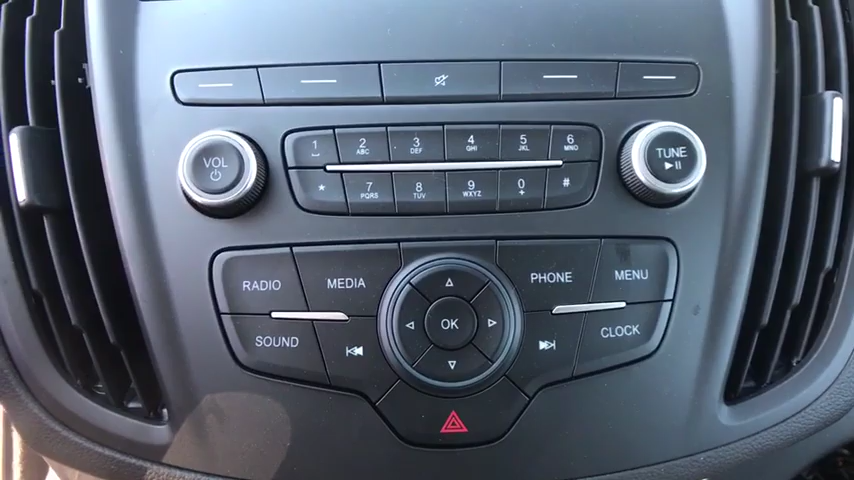 VOL
1 2 ABC 3 DEF 4 GHI 5 JKL 6 MNO
* 7 PQRS 8 TUV 9 WXYZ 0 + #
TUNE
RADIO MEDIA PHONE MENU
SOUND OK CLOCK